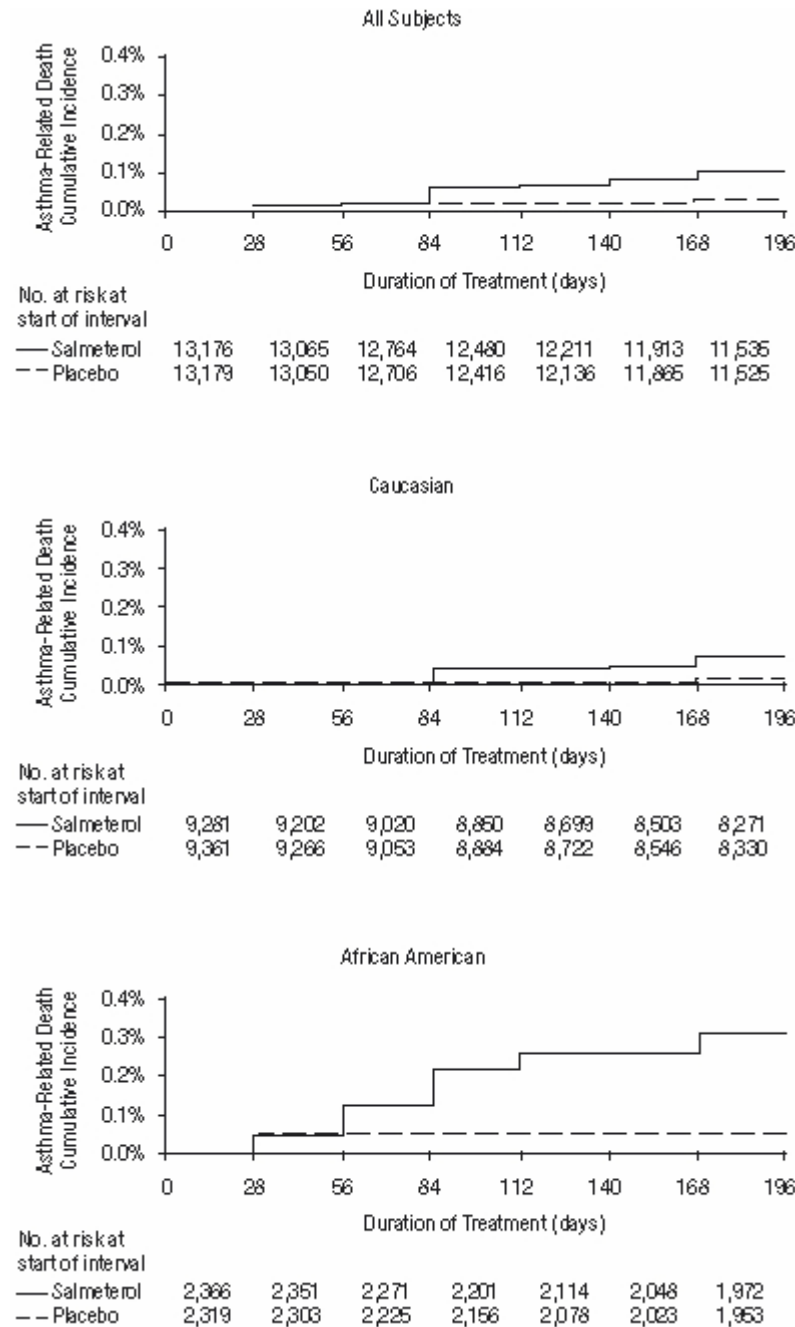 All Subjects
Asthma-Related Death
Cumulative Incidence
0.4%
0.3%
0.2%
0.1%
0.0%
0 28 56 84 112 140 168 196
Duration of Treatment (days)
No. at risk at
start of interval
Salmeterol 13,176 13,065 12,764 12,480 12,211 11,913 11,535
Placebo 13,179 13,050 12,706 12,416 12,136 11,865 11,525
Caucasian
Asthma-Related Death
Cumulative Incidence
0.4%
0.3%
0.2%
0.1%
0.0%
0 28 56 84 112 140 168 196
Duration of Treatment (days)
No. at risk at
start of interval
Salmeterol 9,281 9,202 9,020 8,850 8,699 8,503 8,271
Placebo 9,361 9,266 9,053 8,884 8,722 8,546 8,330
African American
Asthma-Related Death
Cumulative Incidence
0.4%
0.3%
0.2%
0.1%
0.0%
0 28 56 84 112 140 168 196
Duration of Treatment (days)
No. at risk at
start of interval
Salmeterol 2,366 2,351 2,271 2,201 2,114 2,048 1,972
Placebo 2,319 2,303 2,225 2,156 2,078 2,023 1,953